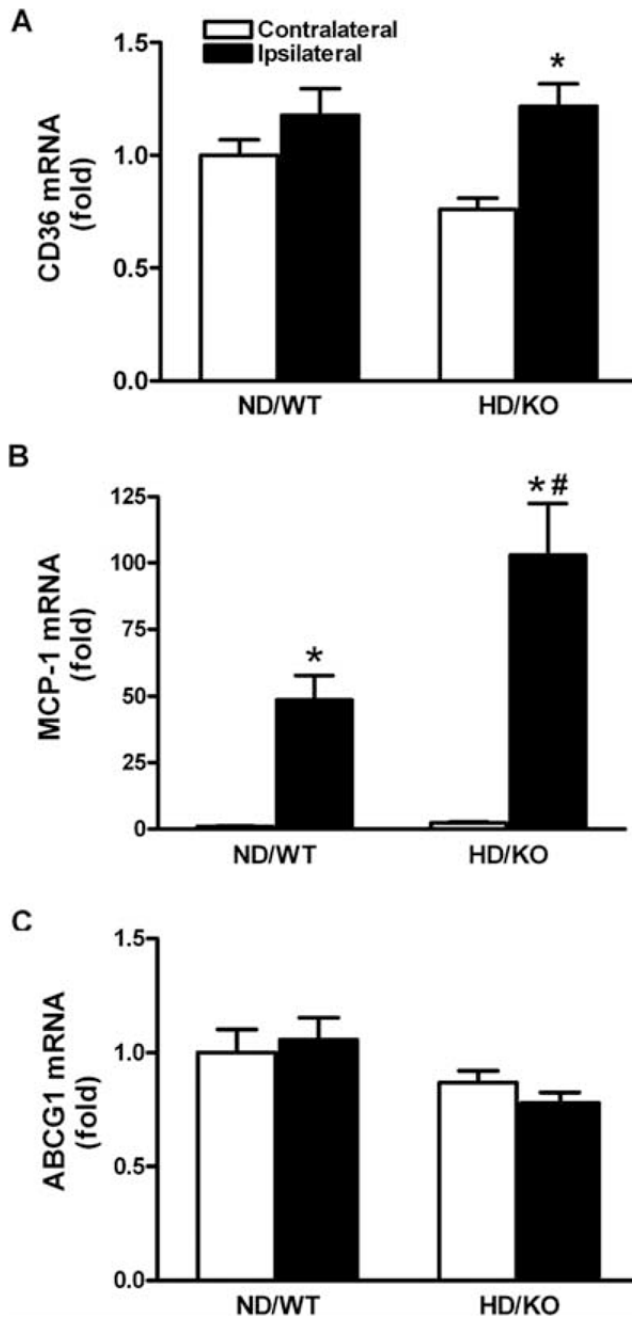 A
Contralateral
Ipsilateral
CD36 mRNA
(fold)
1.5
1.0
0.5
0.0
*
ND/WT HD/KO
B
MCP-1 mRNA
(fold)
125
100
75
50
25
0
*
*#
ND/WT HD/KO
C
ABCG1 mRNA
(fold)
1.5
1.0
0.5
0.0
ND/WT HD/KO